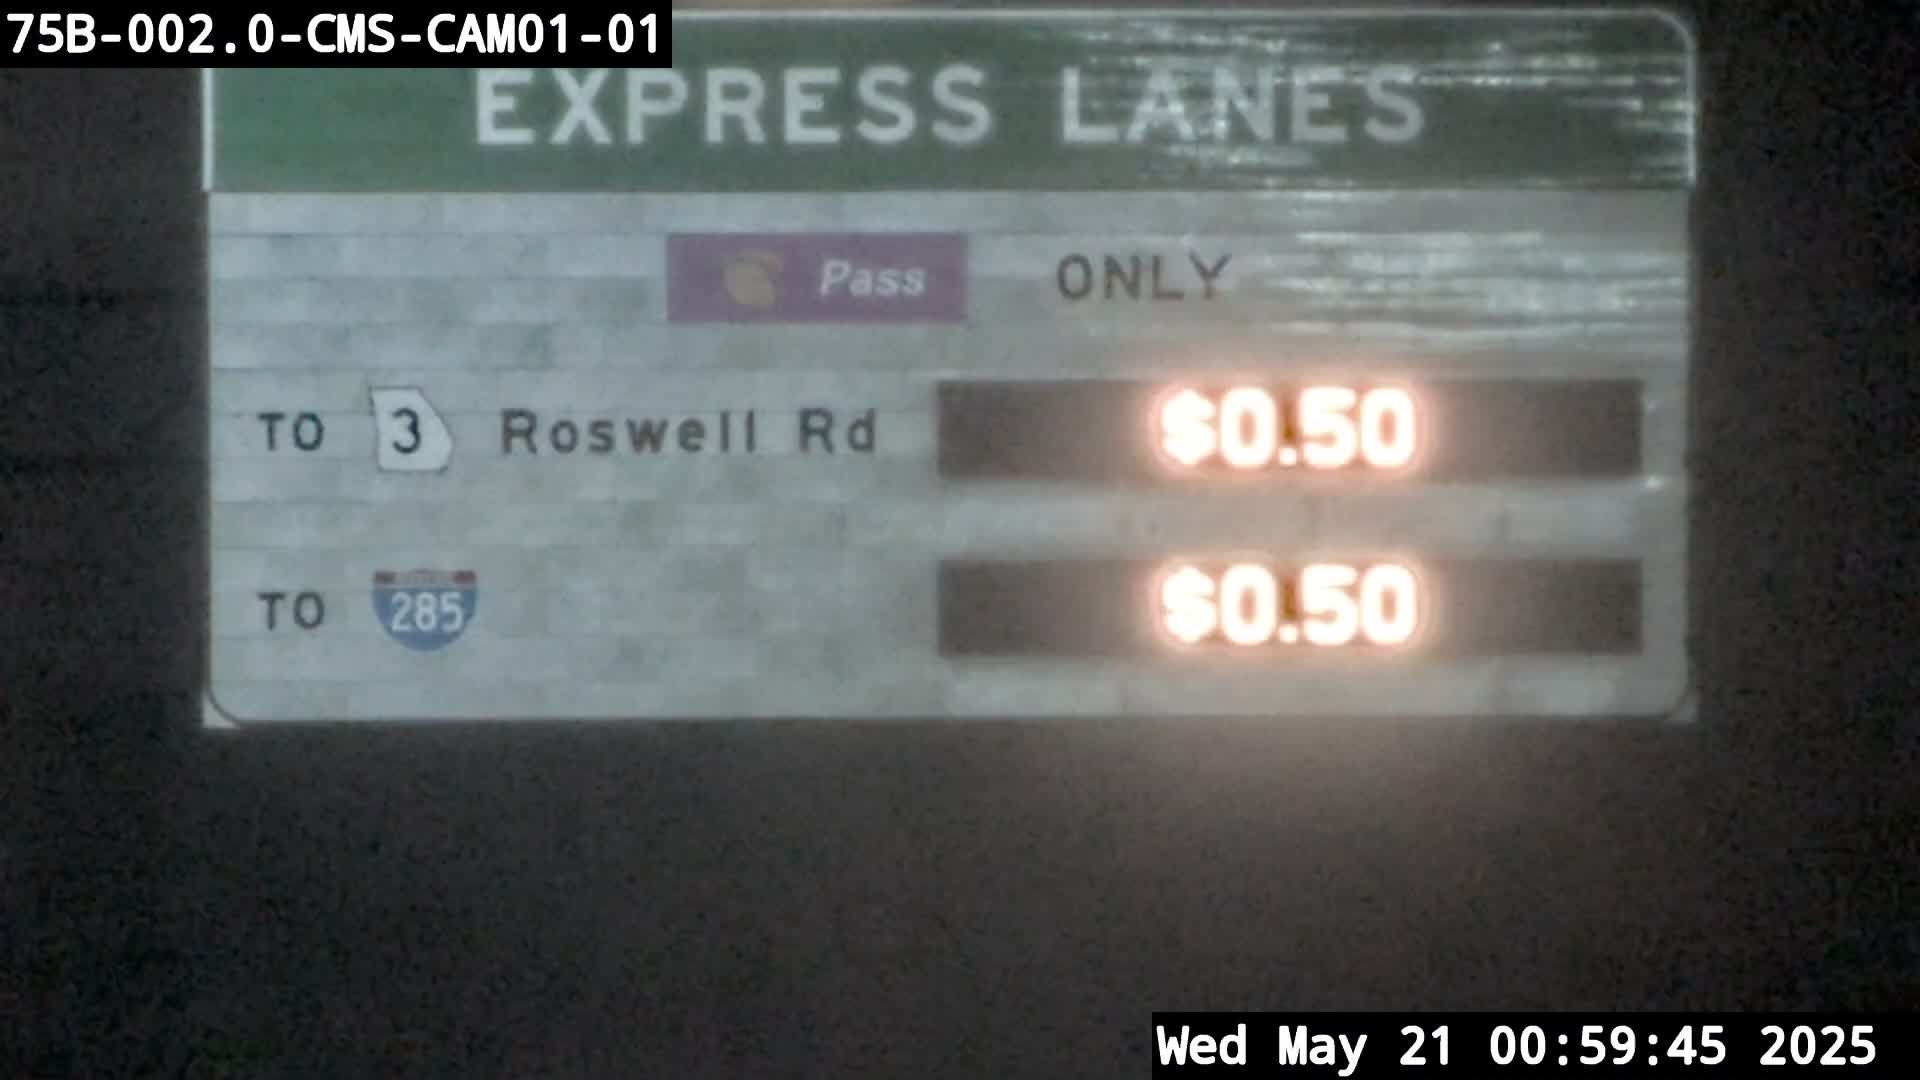 75B-002.0-CMS-CAM01-01
EXPRESS LANES
Pass ONLY
TO 3 Roswell Rd $0.50
TO 285 $0.50
Wed May 21 00:59:45 2025